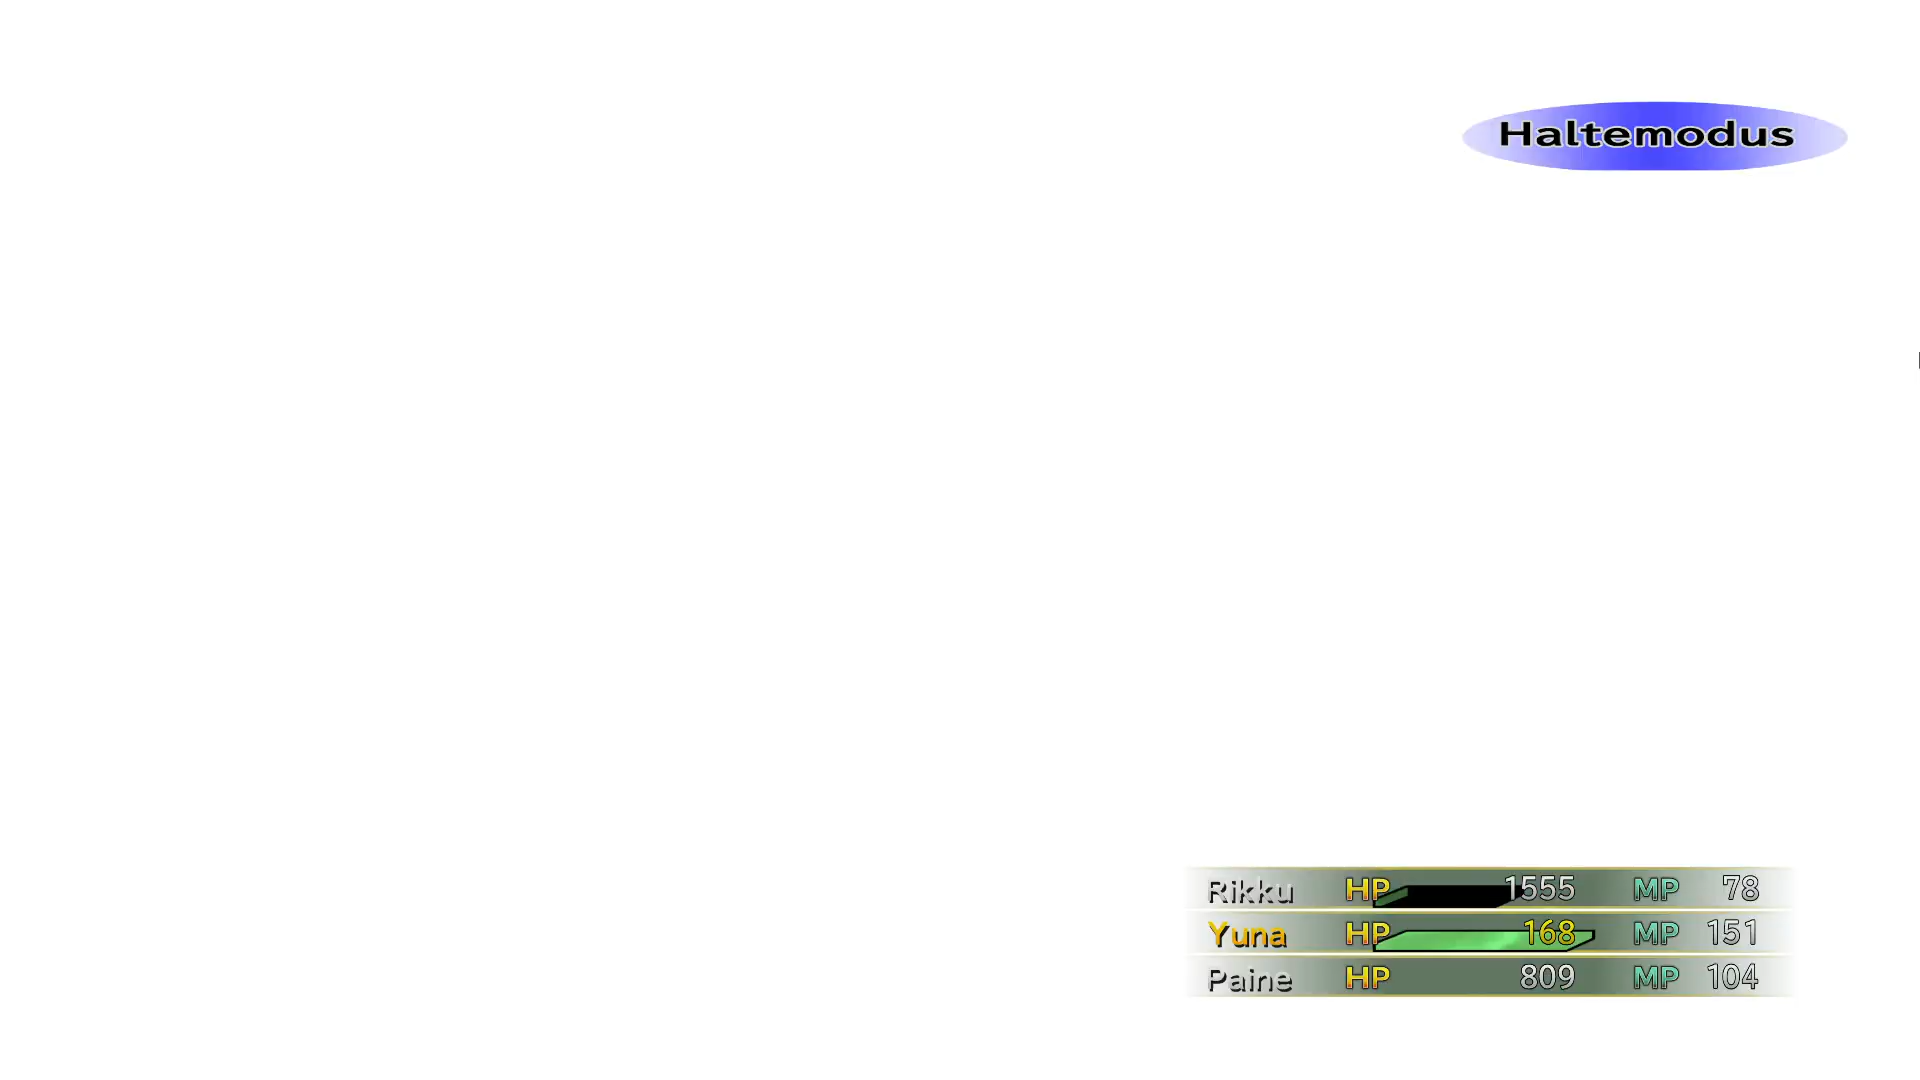 Haltemodus
Rikku HP 1555 MP 78
Yuna HP 168 MP 151
Paine HP 809 MP 104